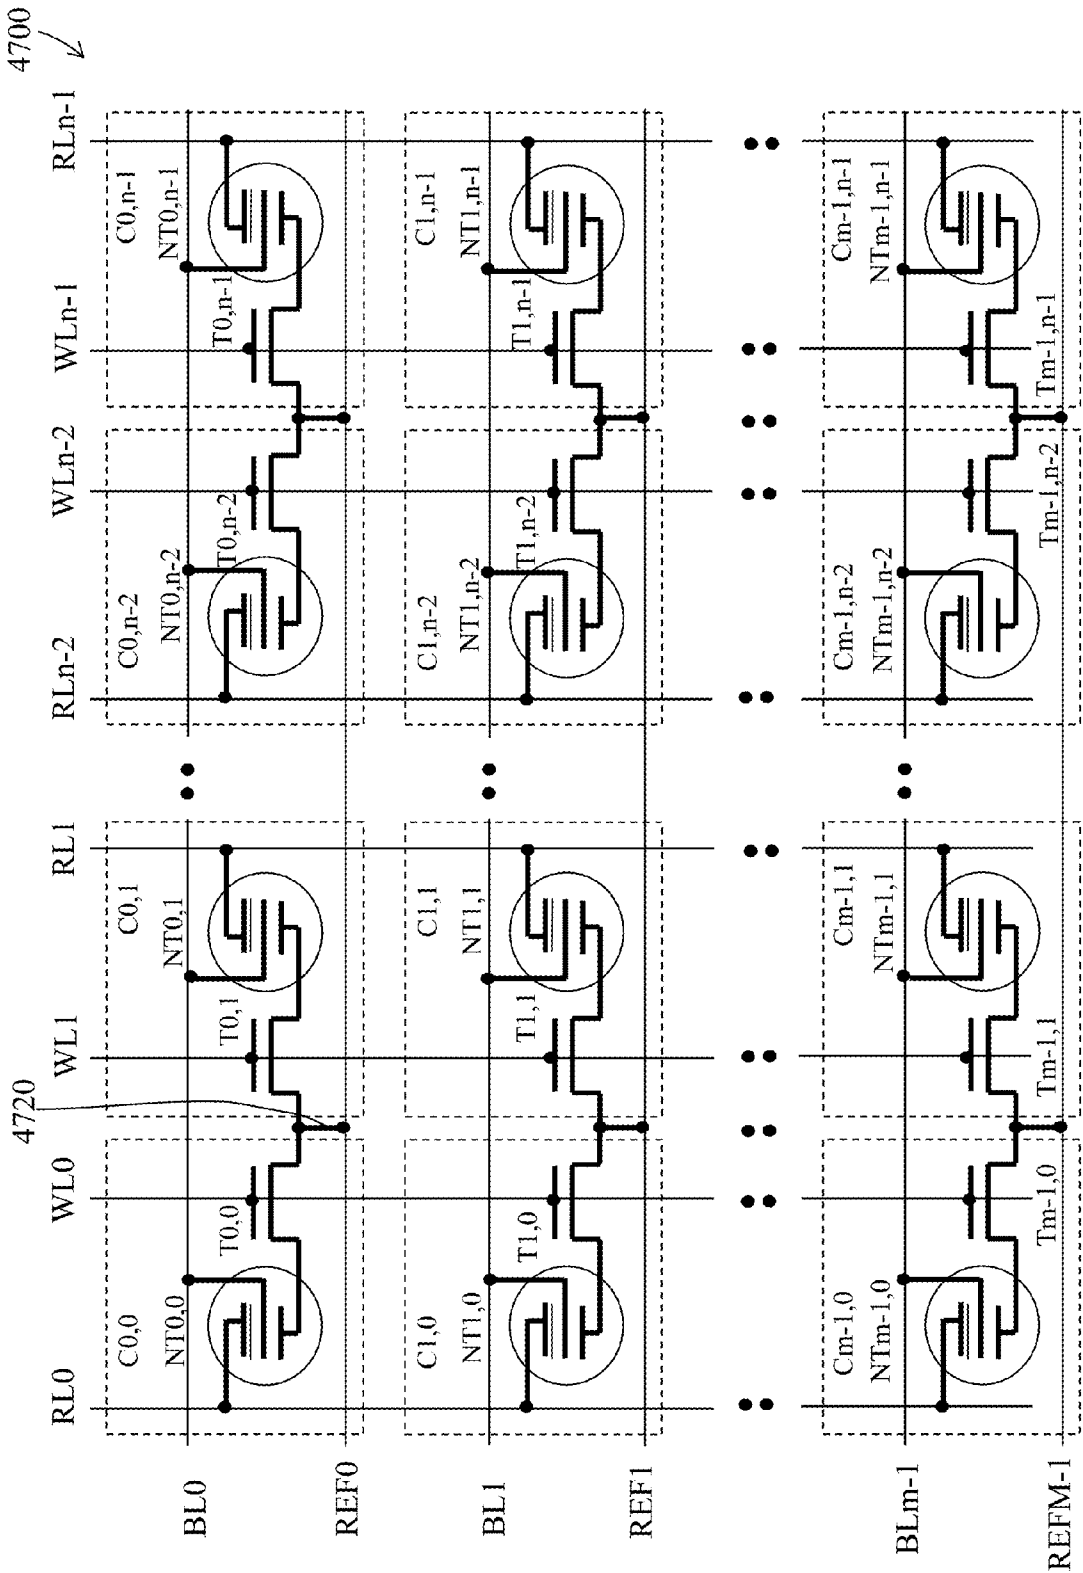 4700
RL0 WL0 4720 WL1 RL1 RLn-2 WLn-2 WLn-1 RLn-1
C0,0 C0,1 C0,n-2 C0,n-1
NT0,0 NT0,1 NT0,n-2 NT0,n-1
T0,0 T0,1 T0,n-2 T0,n-1
BL0
REF0
C1,0 C1,1 C1,n-2 C1,n-1
NT1,0 NT1,1 NT1,n-2 NT1,n-1
T1,0 T1,1 T1,n-2 T1,n-1
BL1
REF1
Cm-1,0 Cm-1,1 Cm-1,n-2 Cm-1,n-1
NTm-1,0 NTm-1,1 NTm-1,n-2 NTm-1,n-1
BLm-1
Tm-1,0 Tm-1,1 Tm-1,n-2 Tm-1,n-1
REFM-1